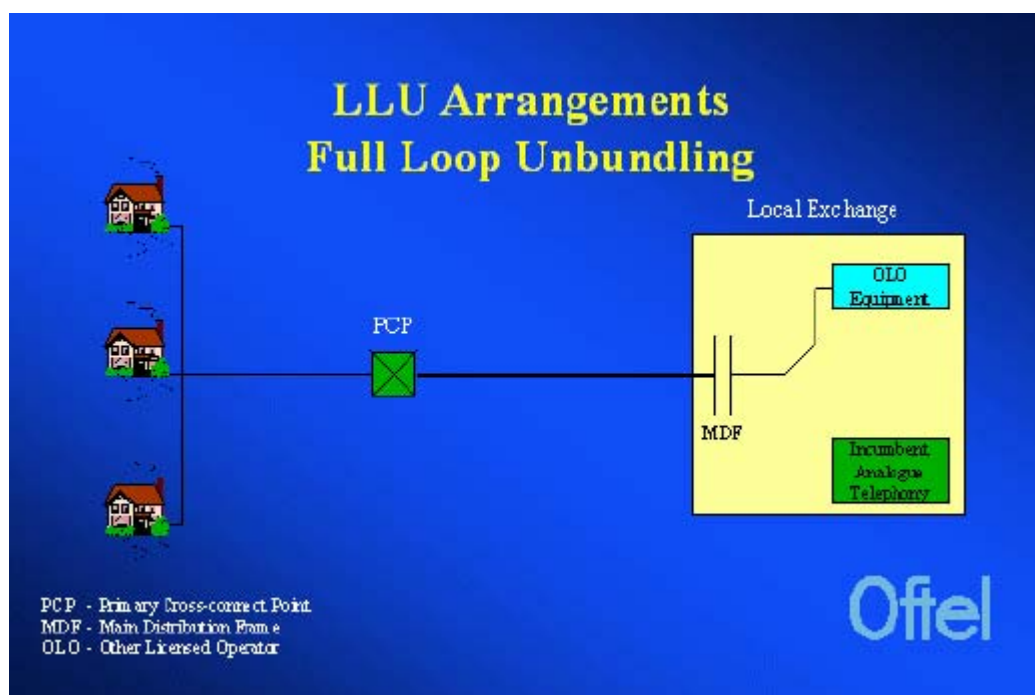 LLU Arrangements
Full Loop Unbundling
Local Exchange
OLO
Equipment
PCP
MDF
Incumbent
Analogue
Telephony
PCP - Primary Cross-connect Point
MDF - Main Distribution Frame
OLO - Other Licensed Operator
Oftel